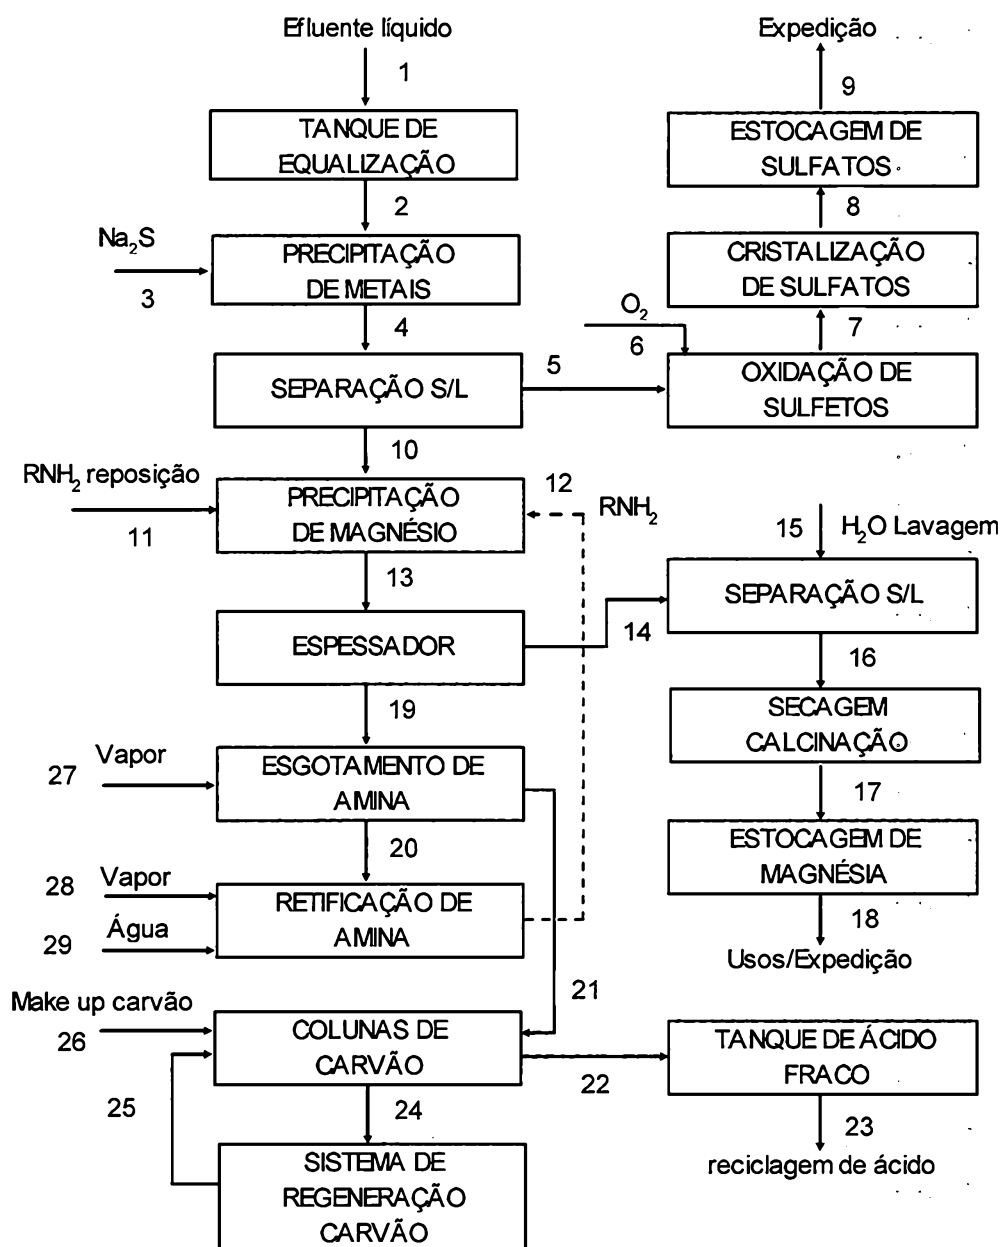 Efluente líquido
1
TANQUE DE
EQUALIZAÇÃO
2
Na₂S
3
PRECIPITAÇÃO
DE METAIS
4
SEPARAÇÃO S/L
5
O₂
6
OXIDAÇÃO DE
SULFETOS
7
CRISTALIZAÇÃO
DE SULFATOS
8
ESTOCAGEM DE
SULFATOS
9
Expedição
10
RNH₂ reposição
11
PRECIPITAÇÃO
DE MAGNÉSIO
12
RNH₂
13
ESPESSADOR
14
15
H₂O Lavagem
SEPARAÇÃO S/L
16
SECAGEM
CALCINAÇÃO
17
ESTOCAGEM DE
MAGNÉSIA
18
Usos/Expedição
19
Vapor
27
ESGOTAMENTO DE
AMINA
20
Vapor
28
Água
29
RETIFICAÇÃO DE
AMINA
21
Make up carvão
26
COLUNAS DE
CARVÃO
22
TANQUE DE ÁCIDO
FRACO
23
reciclagem de ácido
24
25
SISTEMA DE
REGENERAÇÃO
CARVÃO